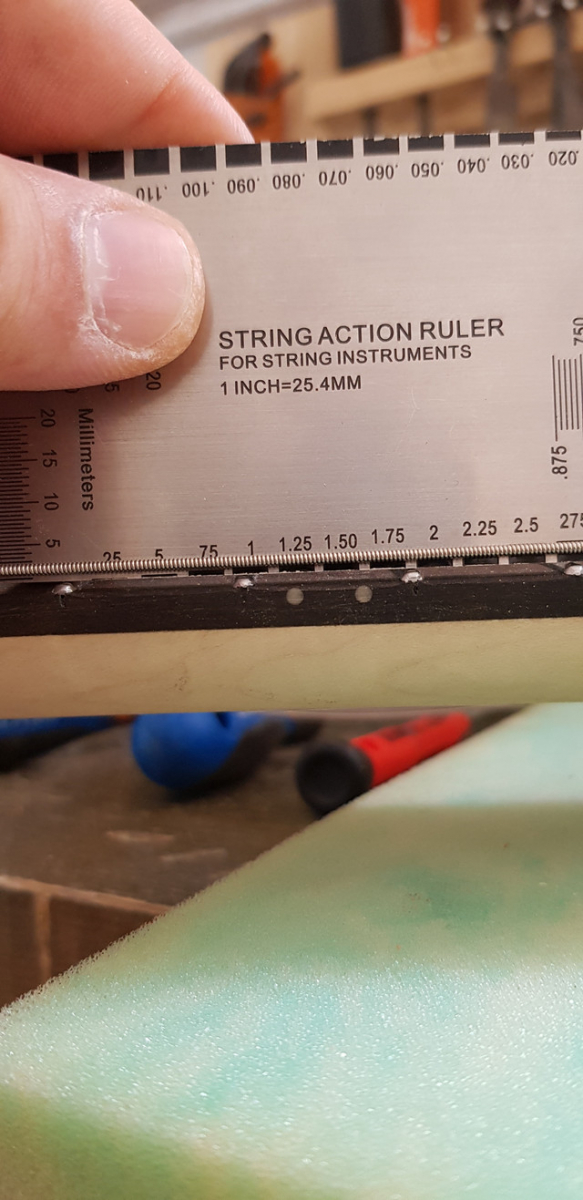 .110 .100 .090 .080 .070 .060 .050 .040 .030 .020
STRING ACTION RULER
FOR STRING INSTRUMENTS
1 INCH=25.4MM
20
Millimeters
20 15 10 5
.750
.875
25 5 75 1 1.25 1.50 1.75 2 2.25 2.5 275